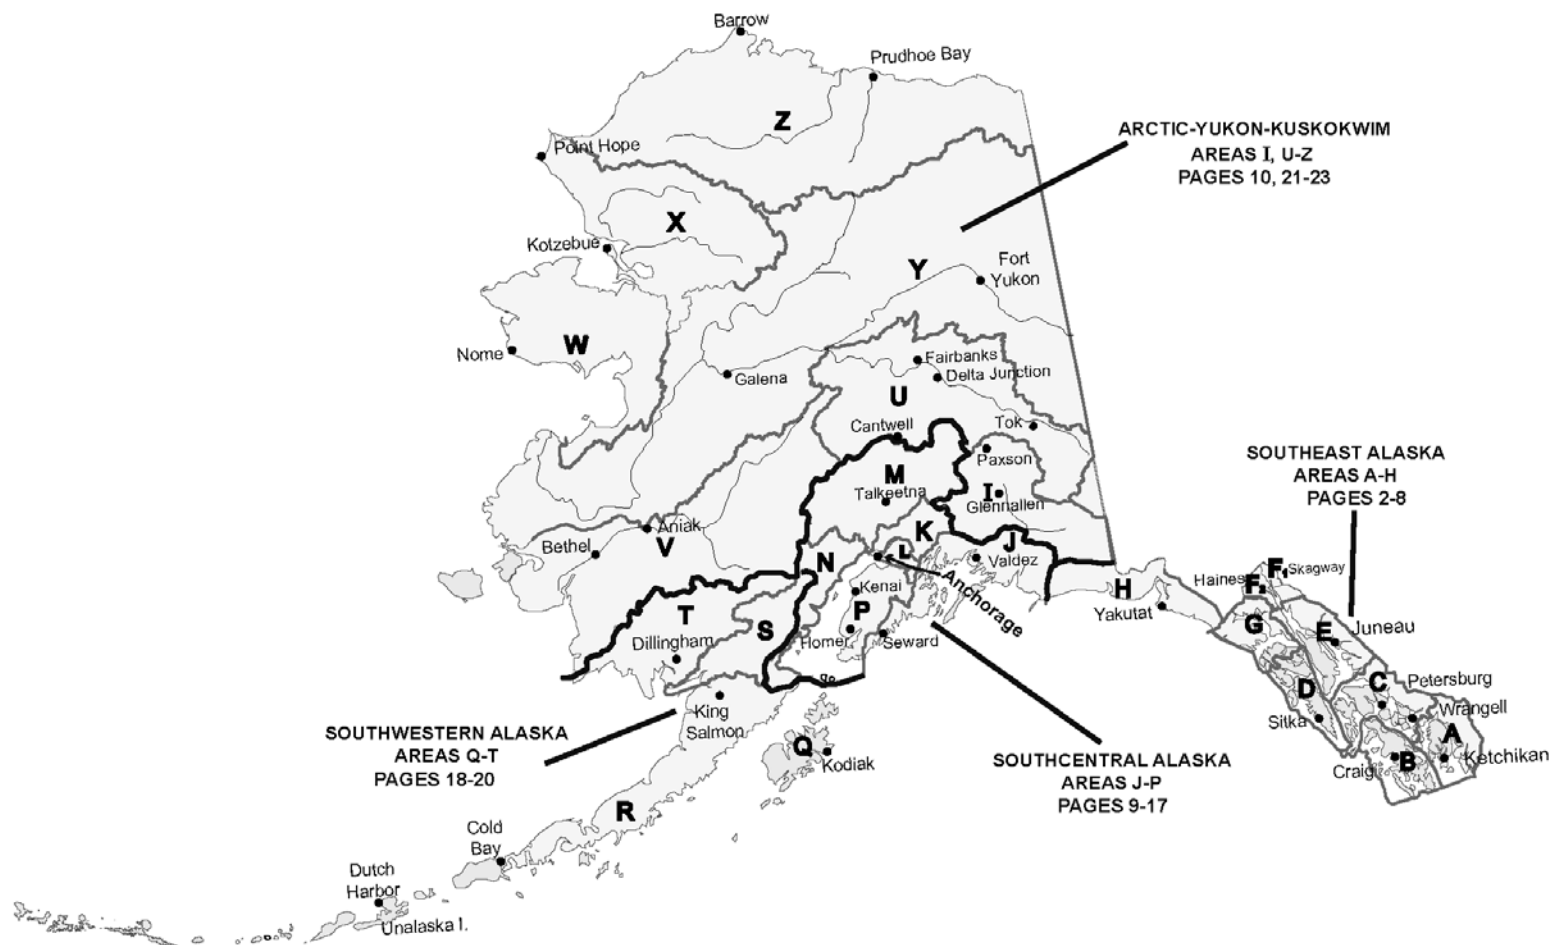 Barrow
Prudhoe Bay
Z
ARCTIC-YUKON-KUSKOKWIM
AREAS I, U-Z
PAGES 10, 21-23
Point Hope
X
Kotzebue
Y
Fort
Yukon
W
Nome
Galena
Fairbanks
Delta Junction
U
Cantwell
Tok
Paxson
M
Talkeetna
I
Glennallen
SOUTHEAST ALASKA
AREAS A-H
PAGES 2-8
Aniak
V
Bethel
K
L
J
Valdez
N
Anchorage
Kenai
P
Homer
Seward
H
Yakutat
Haines
F1
Skagway
F2
G
E
Juneau
T
Dillingham
S
D
Sitka
C
Petersburg
Wrangell
A
Ketchikan
B
Craig
King
Salmon
SOUTHWESTERN ALASKA
AREAS Q-T
PAGES 18-20
Q
Kodiak
SOUTHCENTRAL ALASKA
AREAS J-P
PAGES 9-17
R
Cold
Bay
Dutch
Harbor
Unalaska I.